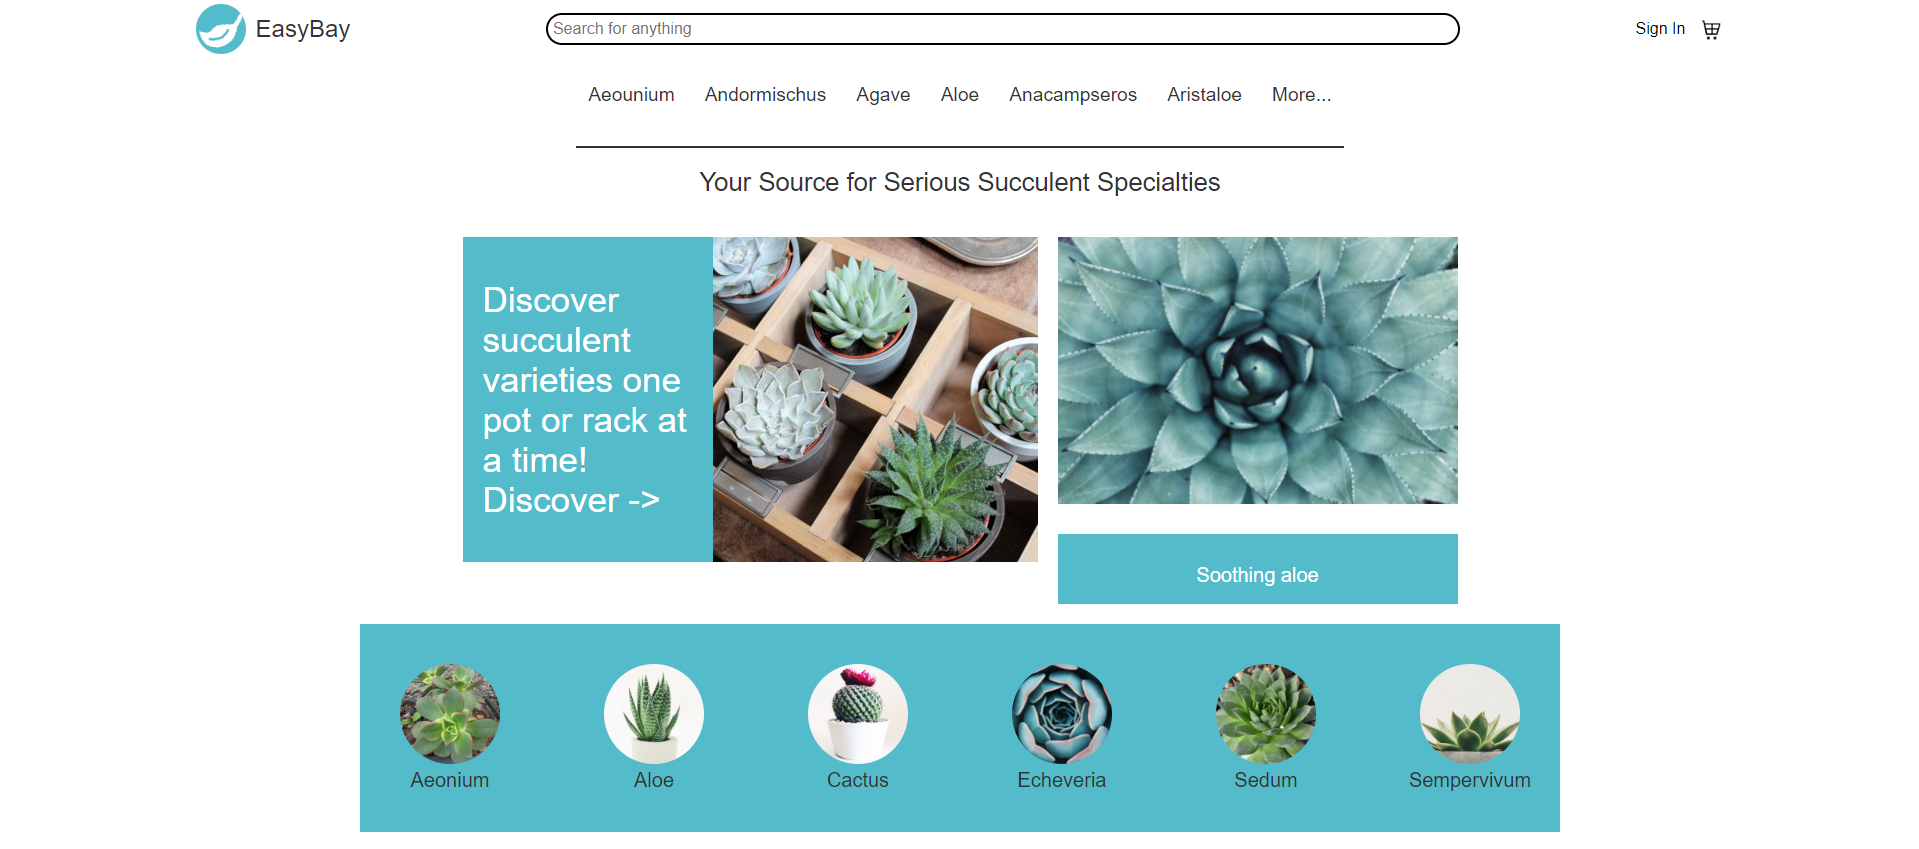 EasyBay
Search for anything
Sign In
Aeounium Andormischus Agave Aloe Anacampseros Aristaloe More...
Your Source for Serious Succulent Specialties
Discover
succulent
varieties one
pot or rack at
a time!
Discover ->
Soothing aloe
Aeonium Aloe Cactus Echeveria Sedum Sempervivum